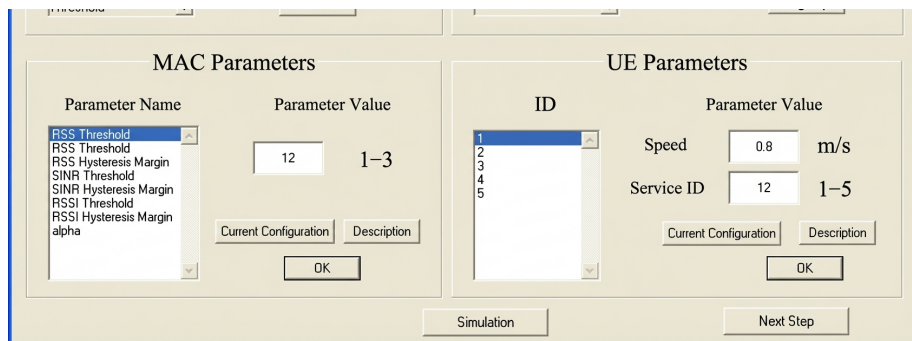 Threshold
MAC Parameters
Parameter Name
Parameter Value
RSS Threshold
RSS Threshold
RSS Hysteresis Margin
SINR Threshold
SINR Hysteresis Margin
RSSI Threshold
RSSI Hysteresis Margin
alpha
12 1−3
Current Configuration Description
OK
UE Parameters
ID
Parameter Value
1
2
3
4
5
Speed 0.8 m/s
Service ID 12 1−5
Current Configuration Description
OK
Simulation
Next Step